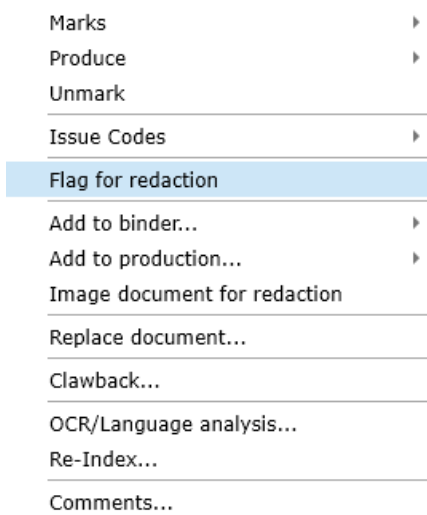 Marks
Produce
Unmark
Issue Codes
Flag for redaction
Add to binder...
Add to production...
Image document for redaction
Replace document...
Clawback...
OCR/Language analysis...
Re-Index...
Comments...